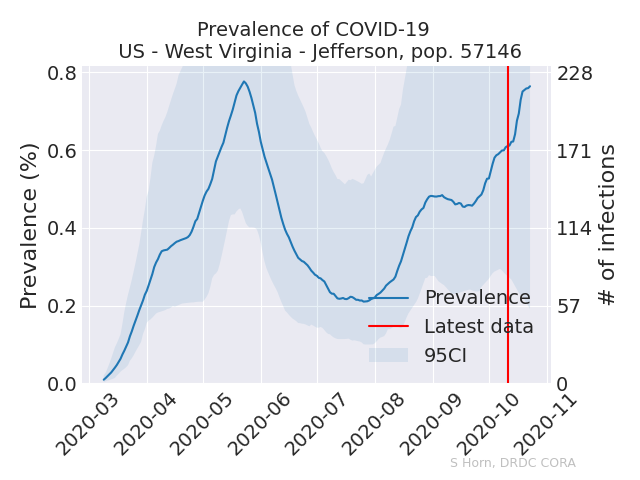 Prevalence of COVID-19
US - West Virginia - Jefferson, pop. 57146
0.8
0.6
0.4
0.2
0.0
Prevalence (%)
228
171
114
57
0
# of infections
Prevalence
Latest data
95CI
2020-03
2020-04
2020-05
2020-06
2020-07
2020-08
2020-09
2020-10
2020-11
S Horn, DRDC CORA